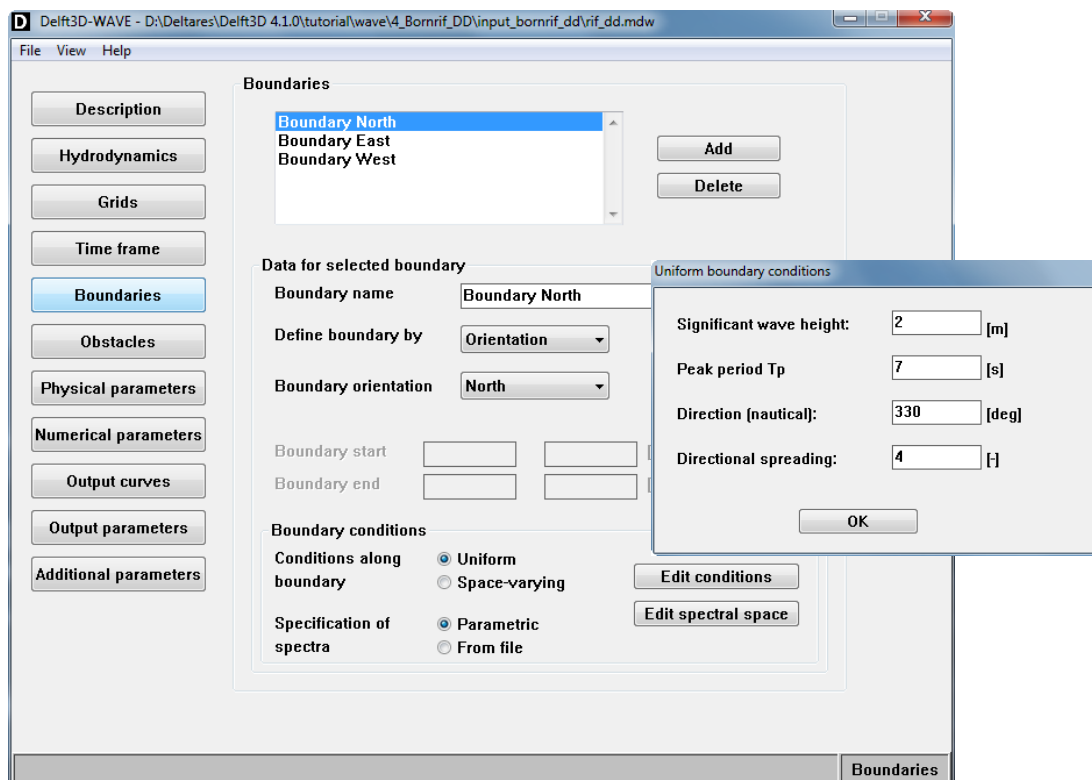 Delft3D-WAVE - D:\Deltares\Delft3D 4.1.0\tutorial\wave\4_Bornrif_DD\input_bornrif_dd\rif_dd.mdw
File View Help
Description
Hydrodynamics
Grids
Time frame
Boundaries
Obstacles
Physical parameters
Numerical parameters
Output curves
Output parameters
Additional parameters
Boundaries
Boundary North
Boundary East
Boundary West
Add
Delete
Data for selected boundary
Boundary name Boundary North
Define boundary by Orientation
Boundary orientation North
Boundary start
Boundary end
Boundary conditions
Conditions along boundary
Uniform
Space-varying
Edit conditions
Specification of spectra
Parametric
From file
Edit spectral space
Uniform boundary conditions
Significant wave height: 2 [m]
Peak period Tp 7 [s]
Direction (nautical): 330 [deg]
Directional spreading: 4 [-]
OK
Boundaries